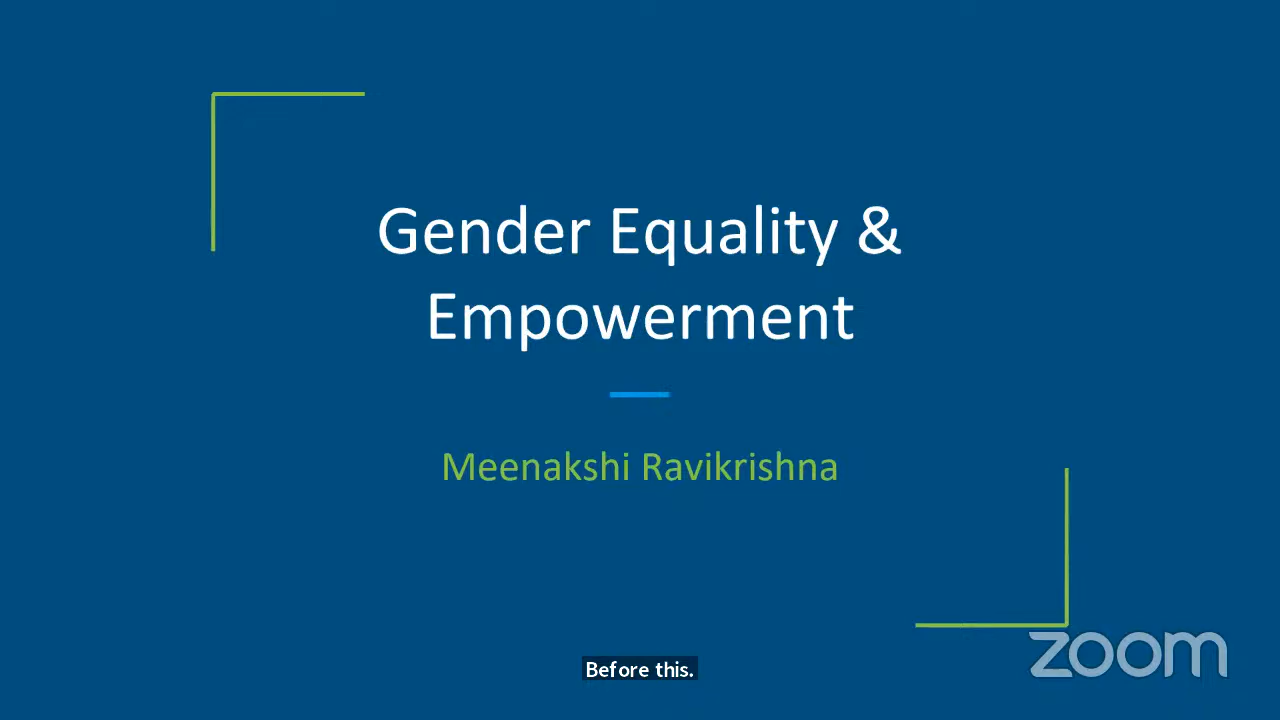 Gender Equality &
Empowerment
Meenakshi Ravikrishna
zoom
Before this.